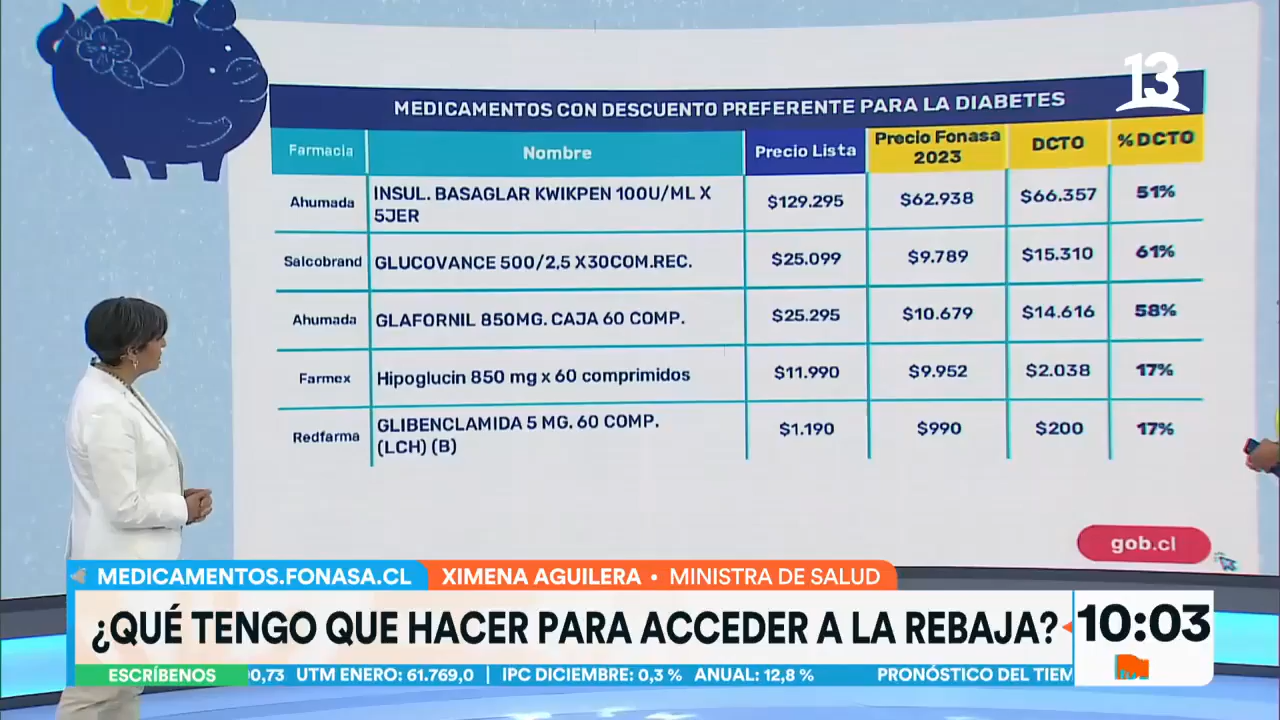 13
MEDICAMENTOS CON DESCUENTO PREFERENTE PARA LA DIABETES
Farmacia Nombre Precio Lista Precio Fonasa 2023 DCTO % DCTO
Ahumada INSUL. BASAGLAR KWIKPEN 100U/ML X 5JER $129.295 $62.938 $66.357 51%
Salcobrand GLUCOVANCE 500/2,5 X30COM.REC. $25.099 $9.789 $15.310 61%
Ahumada GLAFORNIL 850MG. CAJA 60 COMP. $25.295 $10.679 $14.616 58%
Farmex Hipoglucin 850 mg x 60 comprimidos $11.990 $9.952 $2.038 17%
Redfarma GLIBENCLAMIDA 5 MG. 60 COMP. (LCH) (B) $1.190 $990 $200 17%
gob.cl
MEDICAMENTOS.FONASA.CL XIMENA AGUILERA • MINISTRA DE SALUD
¿QUÉ TENGO QUE HACER PARA ACCEDER A LA REBAJA? 10:03
ESCRÍBENOS 0,73 UTM ENERO: 61.769,0 | IPC DICIEMBRE: 0,3 % ANUAL: 12,8 % PRONÓSTICO DEL TIEM